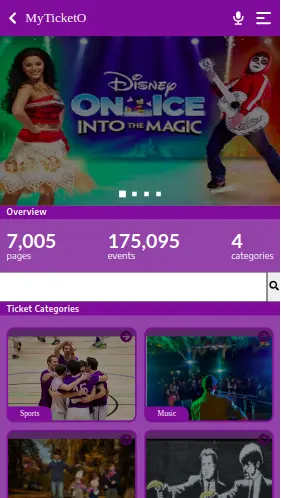 MyTicketO
Disney
ON ICE
INTO THE MAGIC
Overview
7,005 175,095 4
pages events categories
Ticket Categories
Sports Music